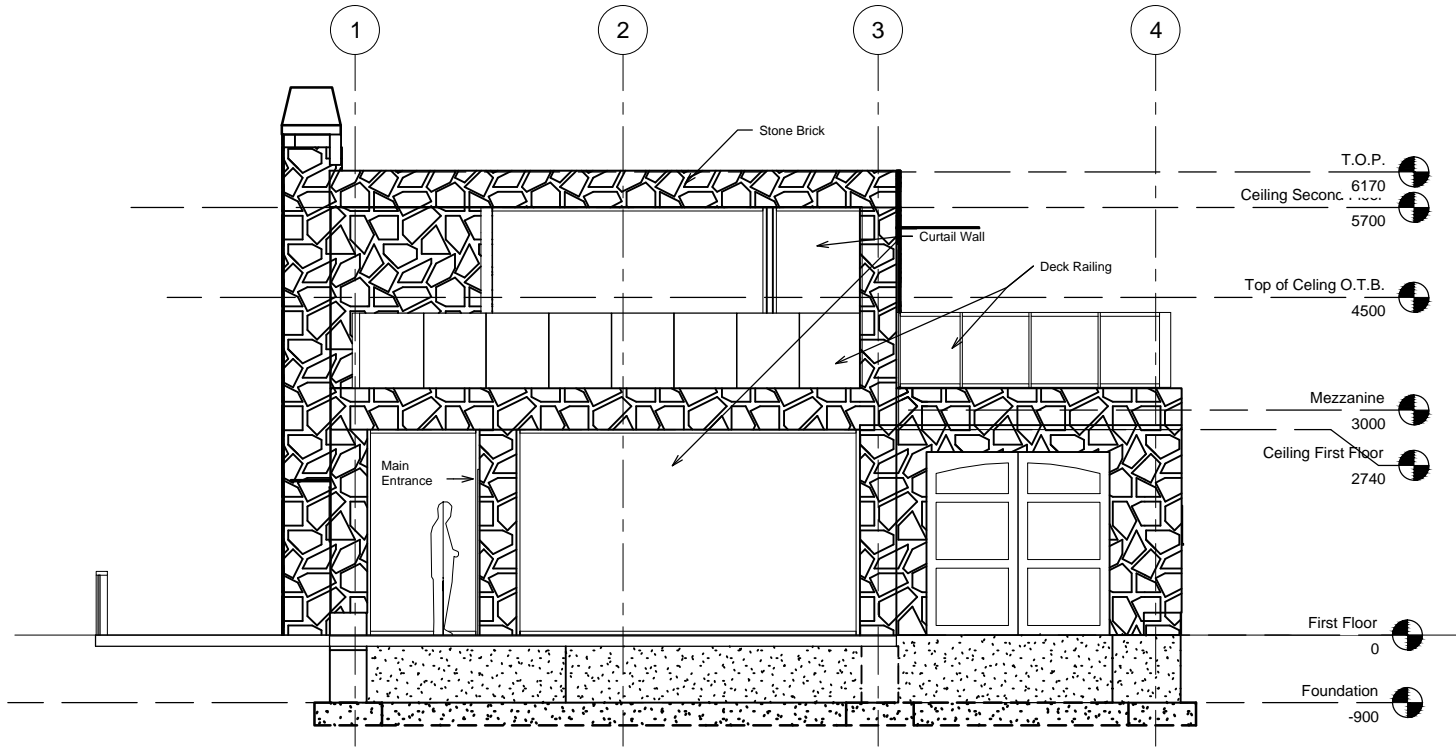 1
2
3
4
Stone Brick
T.O.P.
6170
Ceiling Second
5700
Curtail Wall
Deck Railing
Top of Celing O.T.B.
4500
Mezzanine
3000
Main
Entrance
Ceiling First Floor
2740
First Floor
0
Foundation
-900